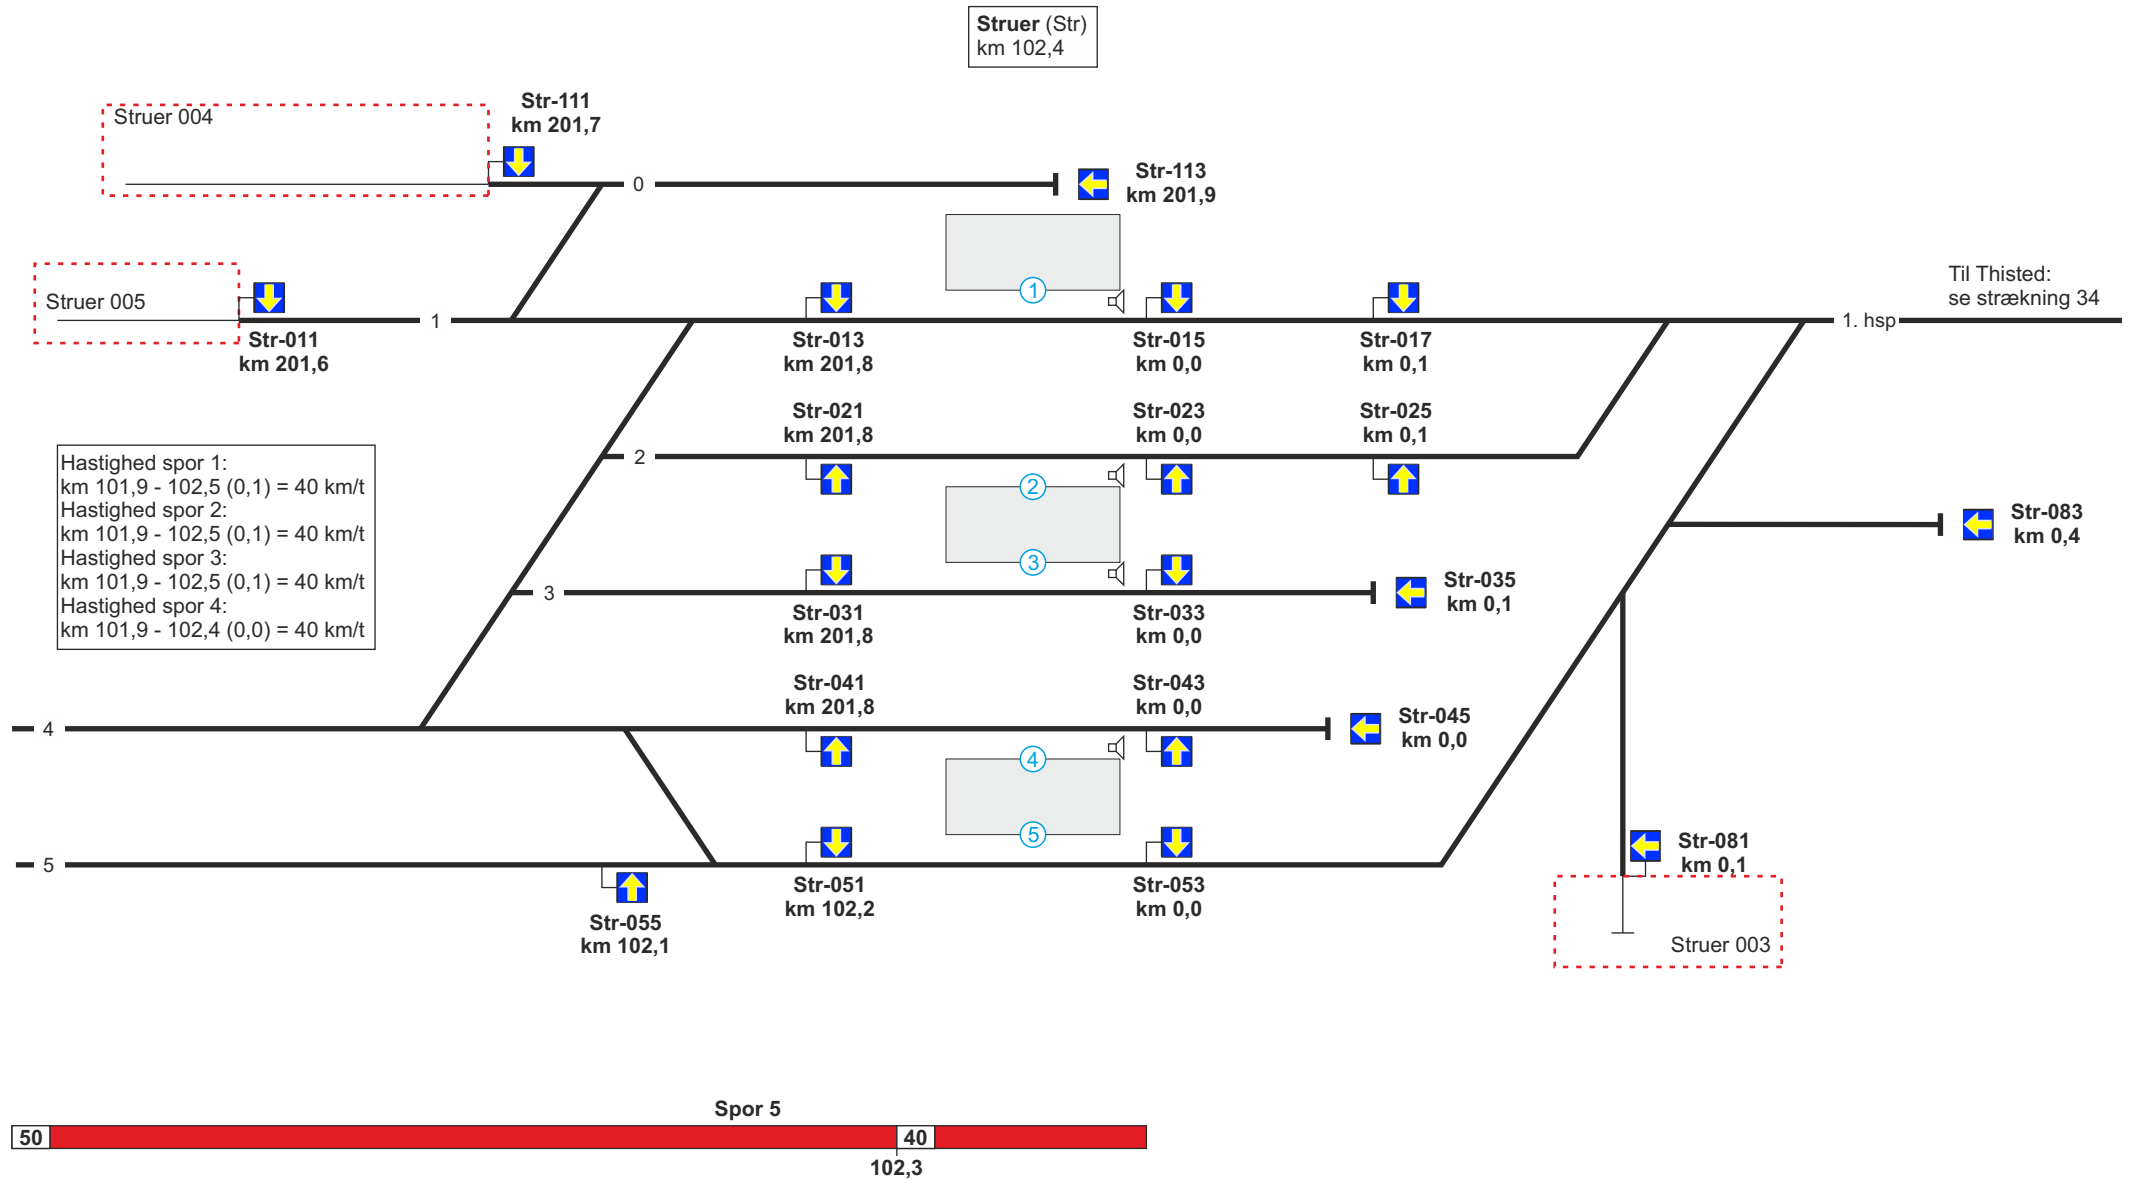 Struer (Str)
km 102,4
Struer 004
Str-111
km 201,7
0
Str-113
km 201,9
Struer 005
Str-011
km 201,6
1
Str-013
km 201,8
1
Str-015
km 0,0
Str-017
km 0,1
1. hsp
Til Thisted:
se strækning 34
Hastighed spor 1:
km 101,9 - 102,5 (0,1) = 40 km/t
Hastighed spor 2:
km 101,9 - 102,5 (0,1) = 40 km/t
Hastighed spor 3:
km 101,9 - 102,5 (0,1) = 40 km/t
Hastighed spor 4:
km 101,9 - 102,4 (0,0) = 40 km/t
Str-021
km 201,8
Str-023
km 0,0
Str-025
km 0,1
2
2
3
Str-083
km 0,4
3
Str-031
km 201,8
Str-033
km 0,0
Str-035
km 0,1
Str-041
km 201,8
Str-043
km 0,0
Str-045
km 0,0
4
4
5
5
Str-055
km 102,1
Str-051
km 102,2
Str-053
km 0,0
Str-081
km 0,1
Struer 003
Spor 5
50
40
102,3